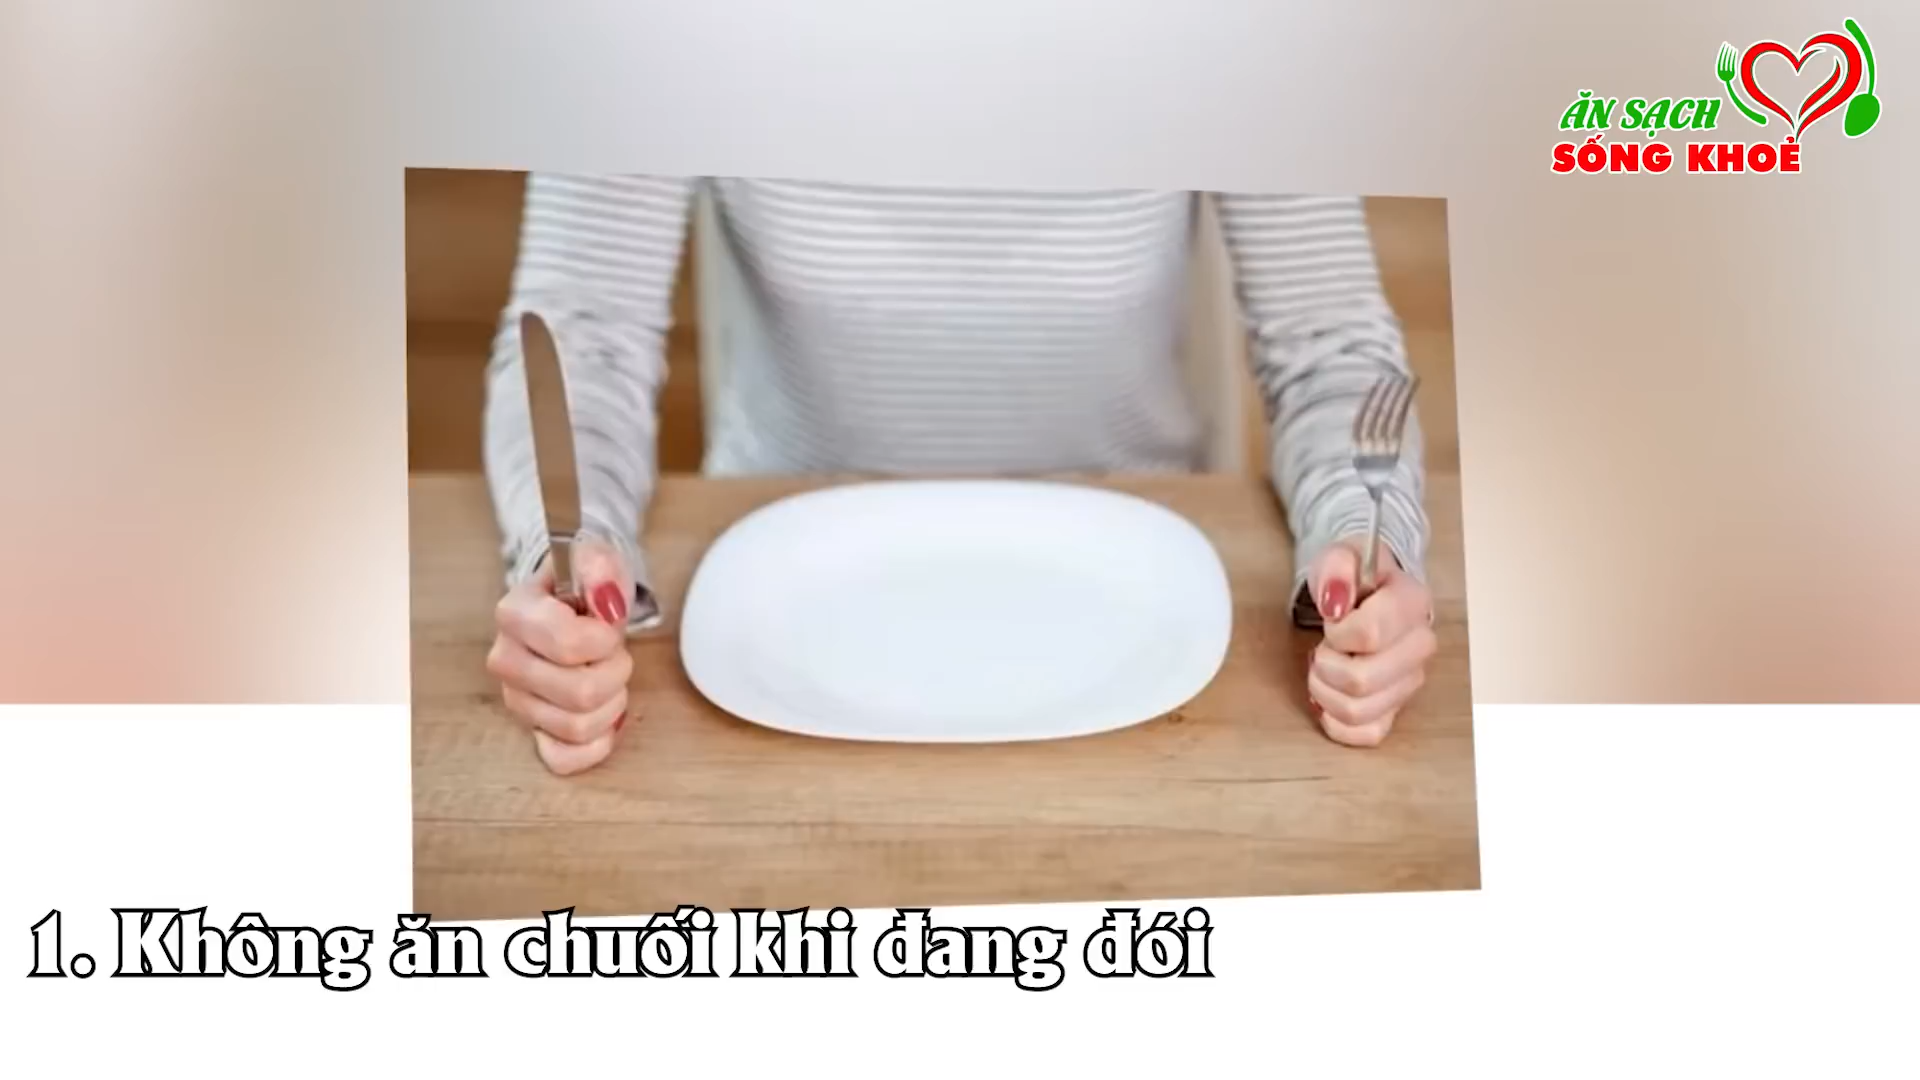 ĂN SẠCH
SỐNG KHOẺ
1. Không ăn chuối khi đang đói